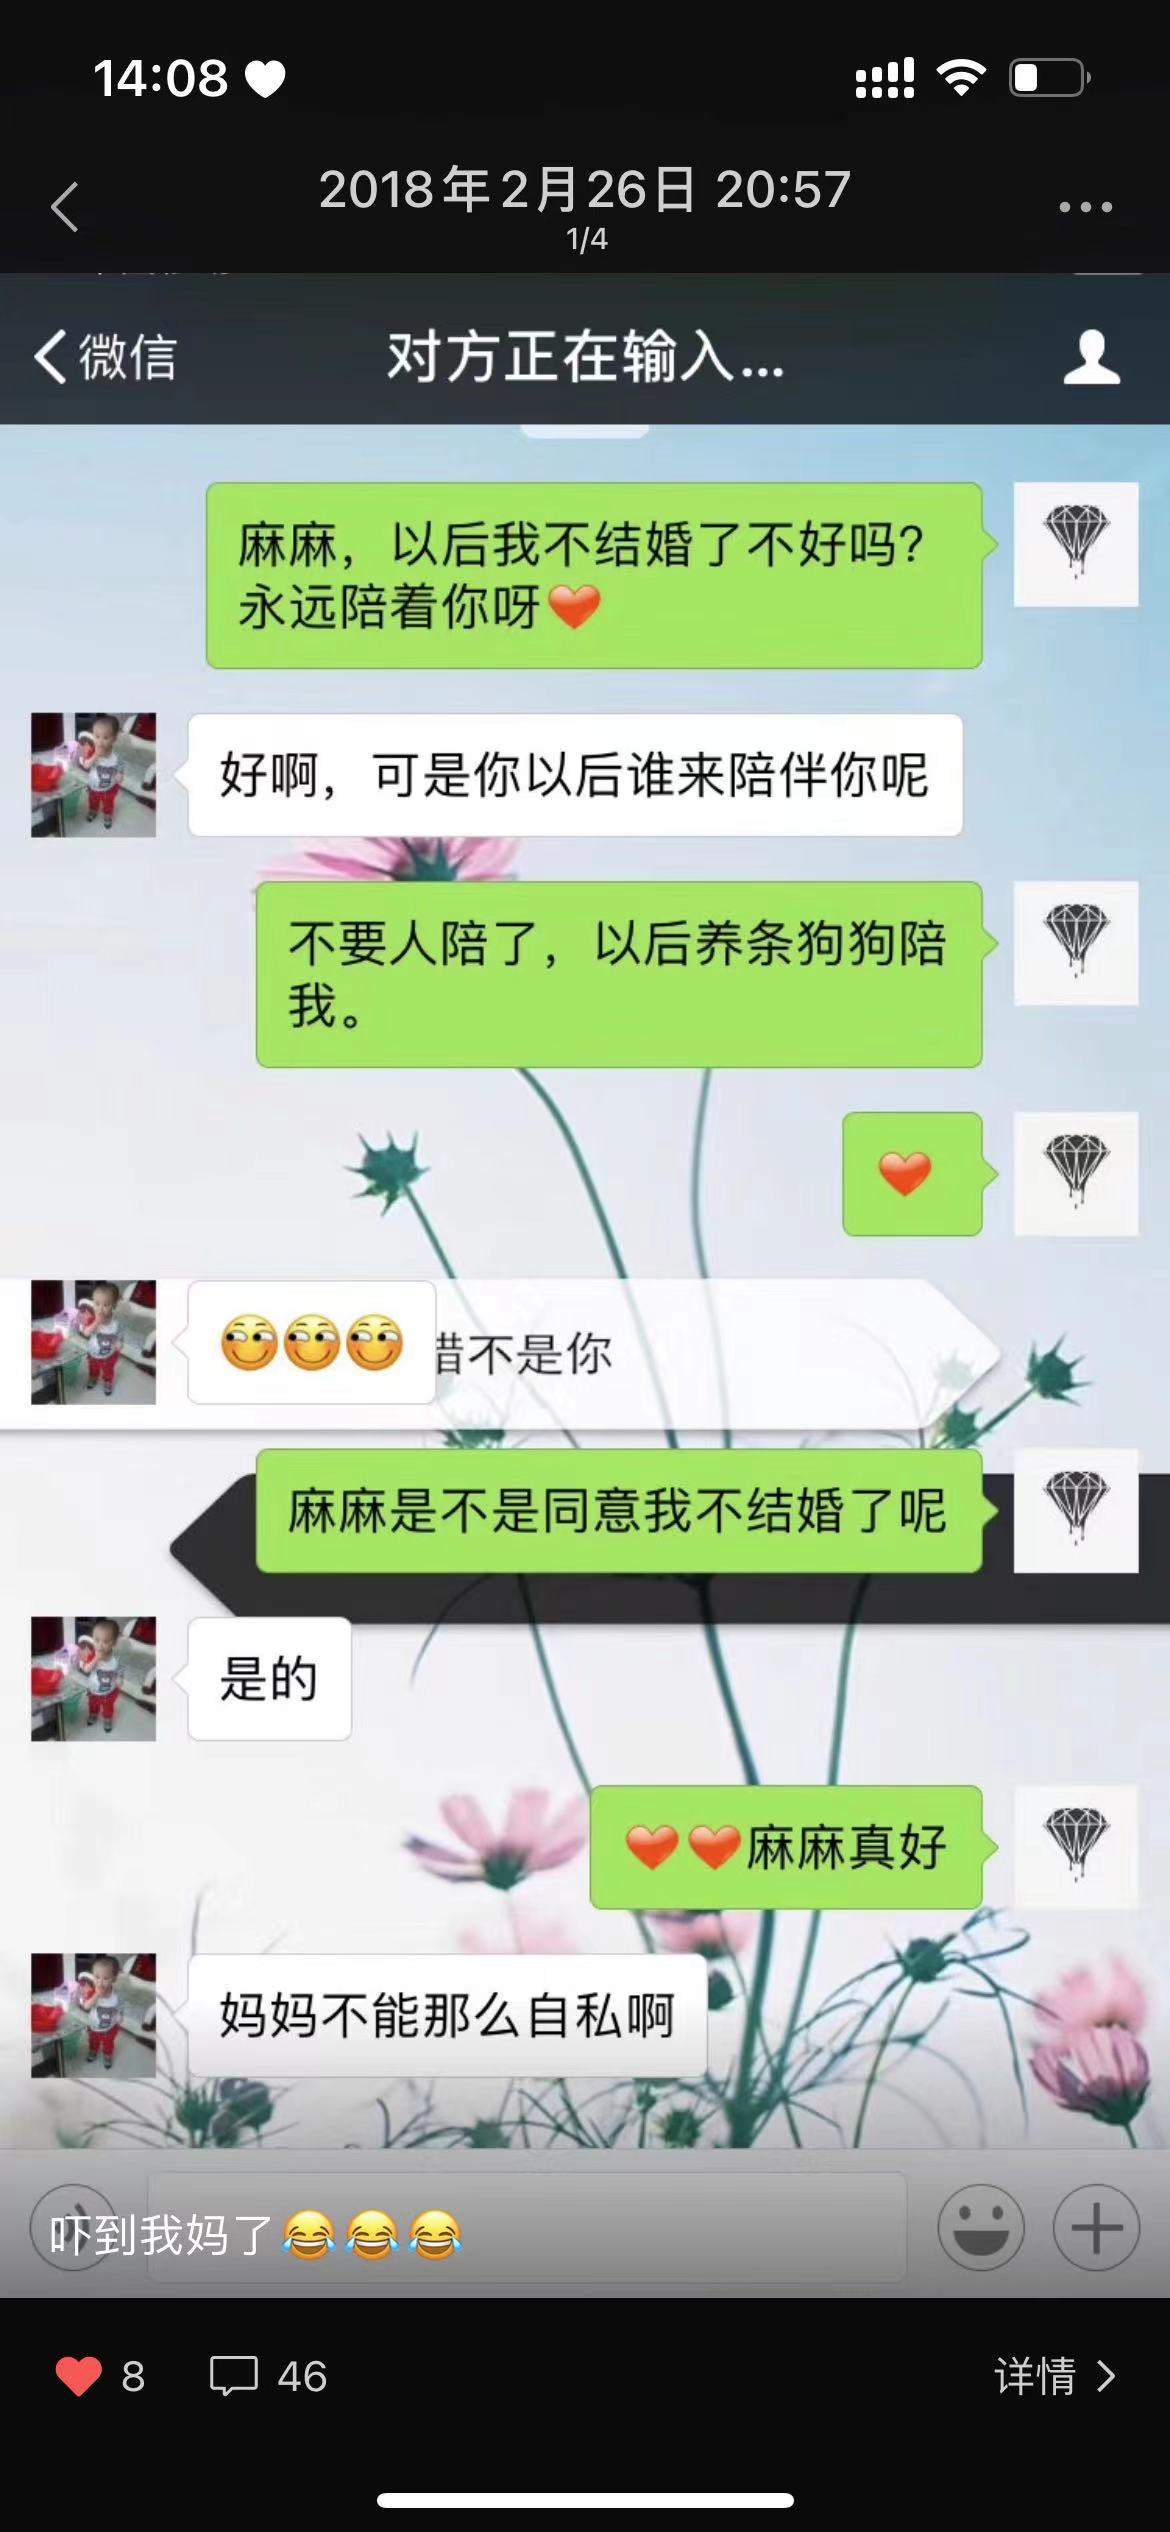 14:08
2018年2月26日 20:57
1/4
微信
对方正在输入...
麻麻，以后我不结婚了不好吗？
永远陪着你呀❤️
好啊，可是你以后谁来陪伴你呢
不要人陪了，以后养条狗狗陪
我。
❤️
不是你
麻麻是不是同意我不结婚了呢
是的
❤️❤️麻麻真好
妈妈不能那么自私啊
吓到我妈了😂😂😂
8
46
详情